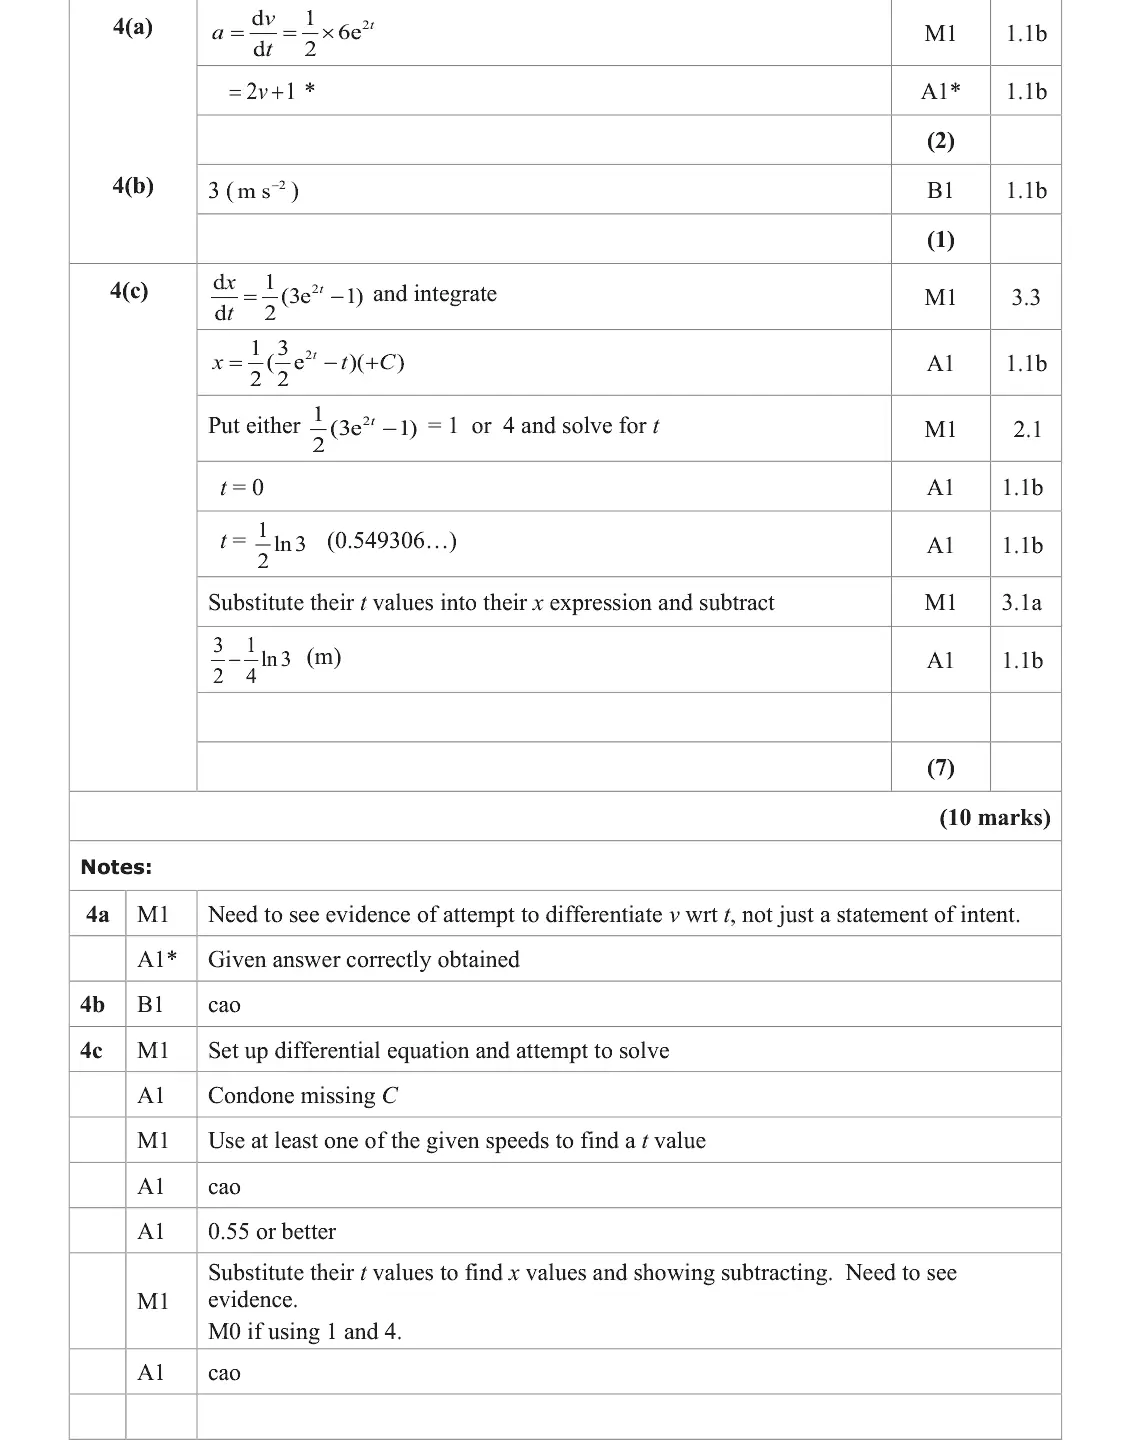 4(a) a = dv/dt = 1/2 × 6e^{2t} M1 1.1b
= 2v+1 * A1* 1.1b
(2)
4(b) 3 ( m s^{−2} ) B1 1.1b
(1)
4(c) dx/dt = 1/2 (3e^{2t} − 1) and integrate M1 3.3
x = 1/2 ( 3/2 e^{2t} − t)(+C) A1 1.1b
Put either 1/2 (3e^{2t} − 1) = 1 or 4 and solve for t M1 2.1
t = 0 A1 1.1b
t = 1/2 ln 3 (0.549306…) A1 1.1b
Substitute their t values into their x expression and subtract M1 3.1a
3/2 − 1/4 ln 3 (m) A1 1.1b
(7)
(10 marks)
Notes:
4a M1 Need to see evidence of attempt to differentiate v wrt t, not just a statement of intent.
A1* Given answer correctly obtained
4b B1 cao
4c M1 Set up differential equation and attempt to solve
A1 Condone missing C
M1 Use at least one of the given speeds to find a t value
A1 cao
A1 0.55 or better
M1 Substitute their t values to find x values and showing subtracting. Need to see
evidence.
M0 if using 1 and 4.
A1 cao